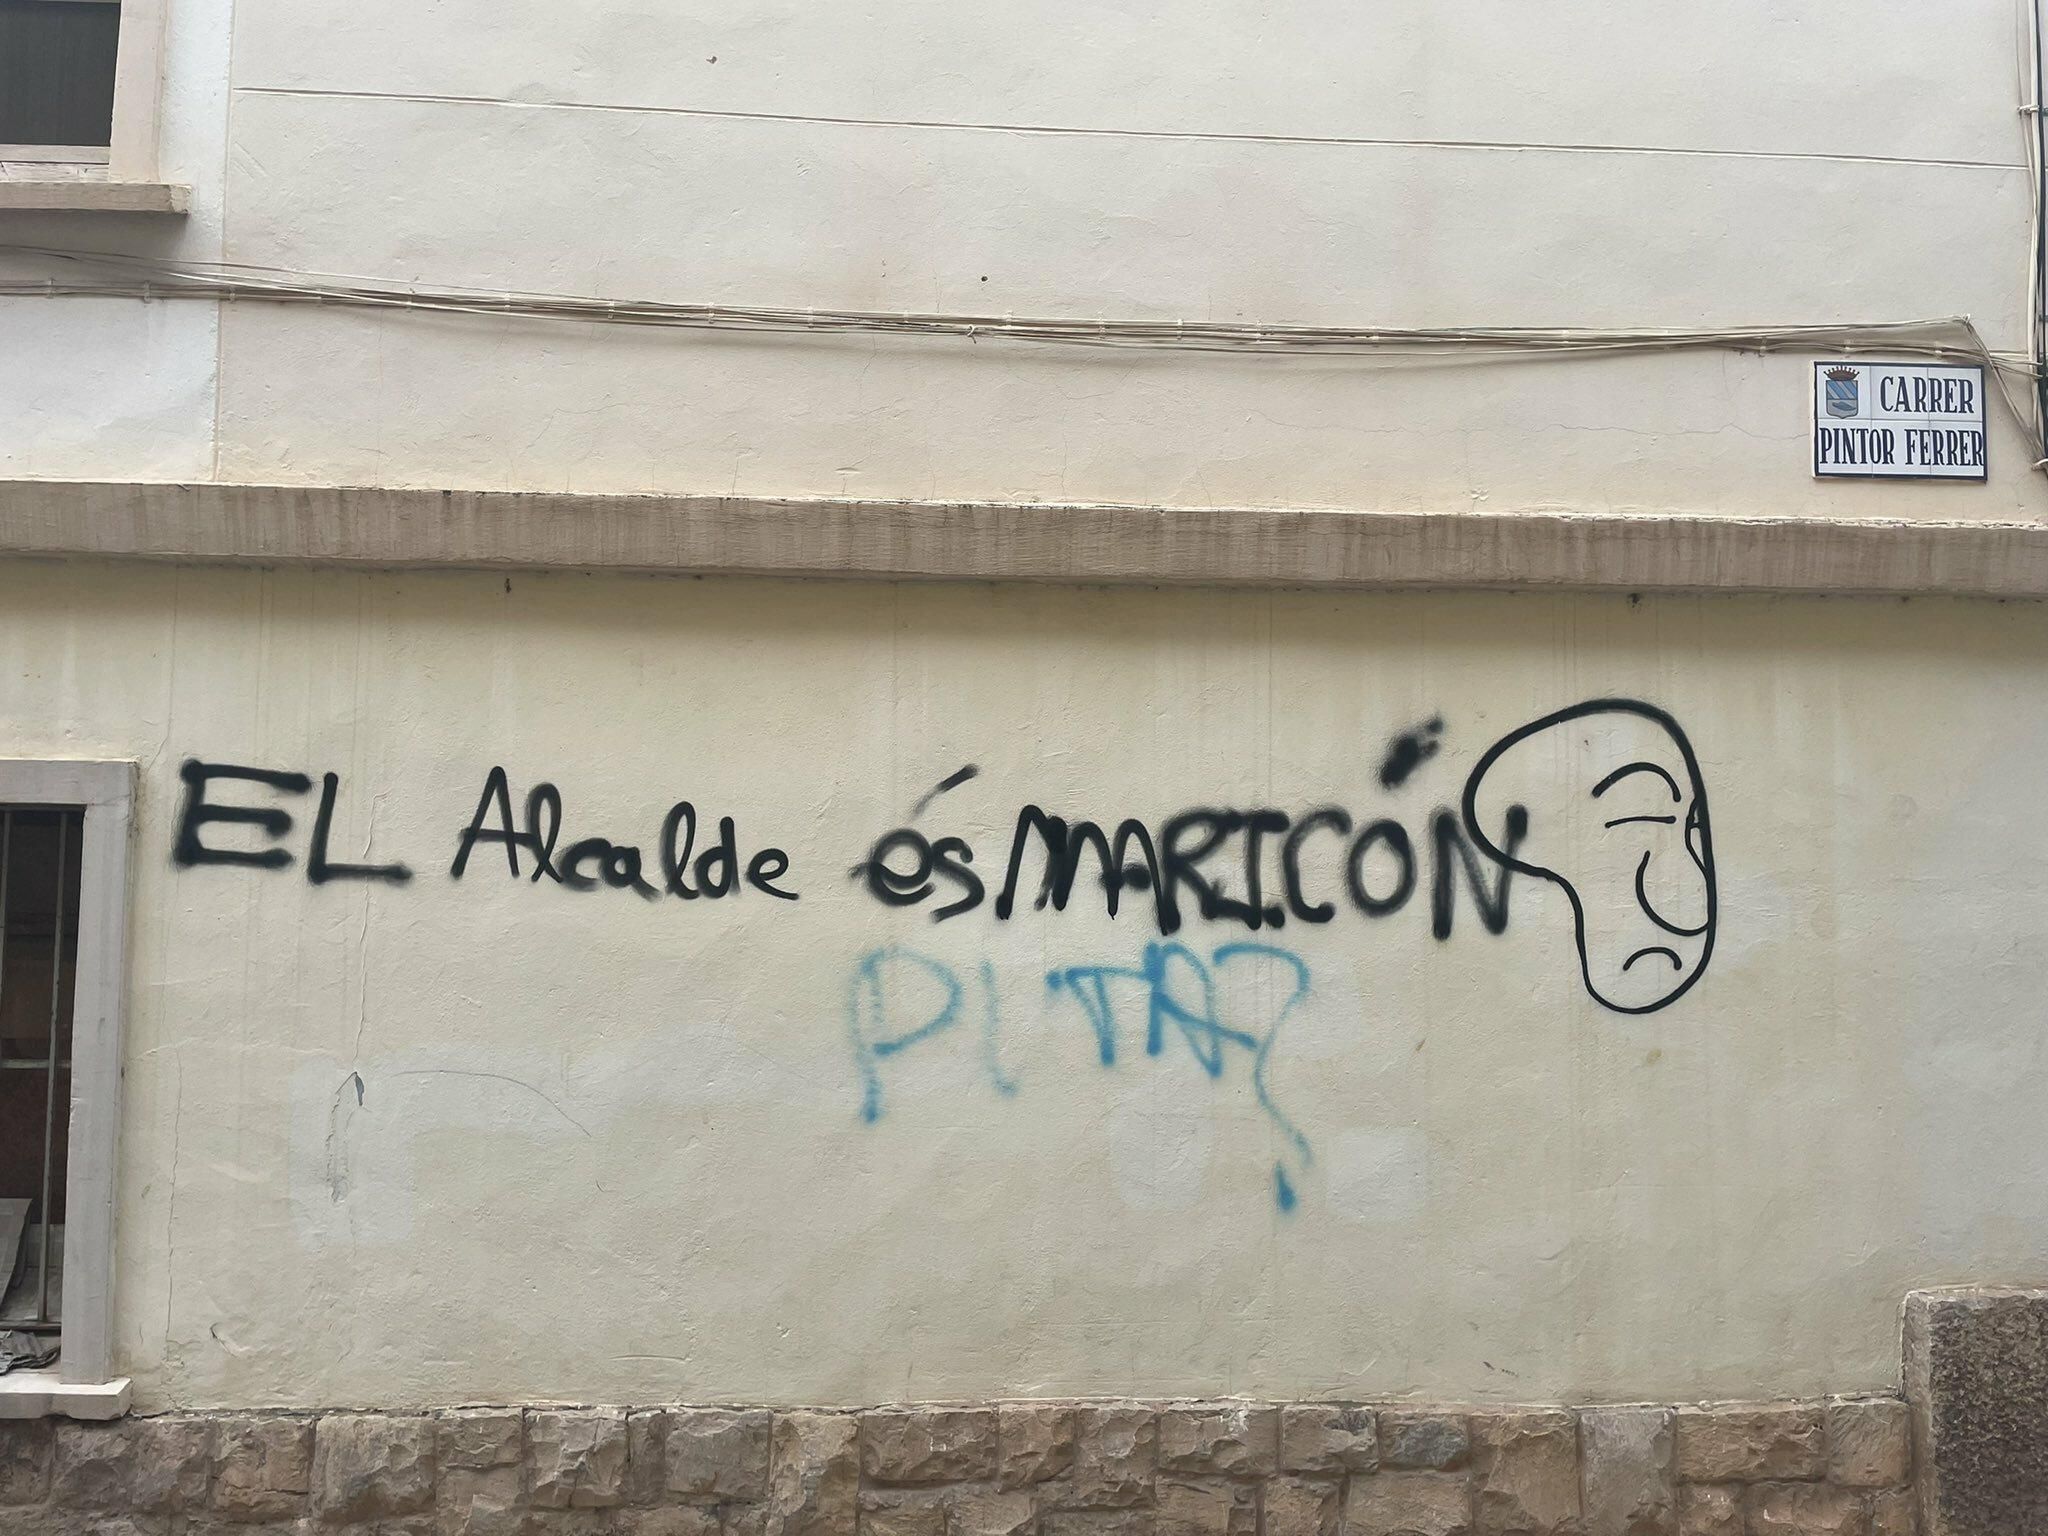 CARRER
PINTOR FERRER
EL Alcalde és MARICÓN